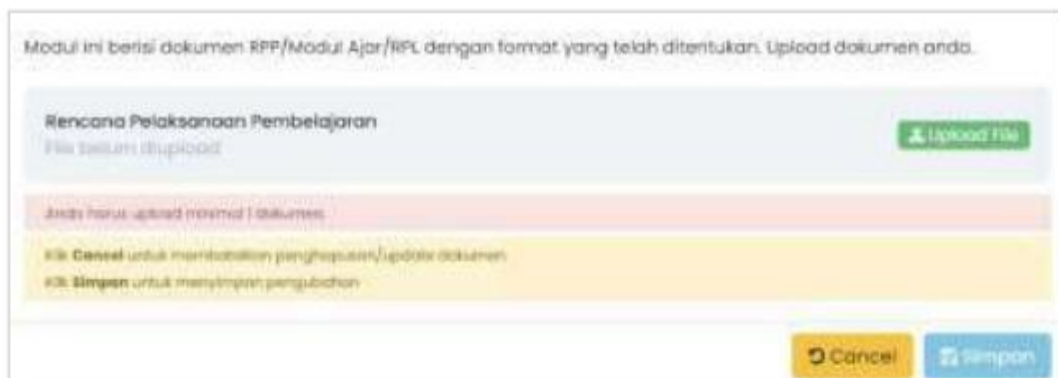 Modul ini berisi dokumen RPP/Modul Ajar/RPL dengan format yang telah ditentukan. Upload dokumen anda.
Rencana Pelaksanaan Pembelajaran
File belum diupload
Upload File
Anda harus upload minimal 1 dokumen
Klik Cancel untuk membatalkan penghapusan/update dokumen
Klik Simpan untuk menyimpan pengubahan
Cancel
Simpan